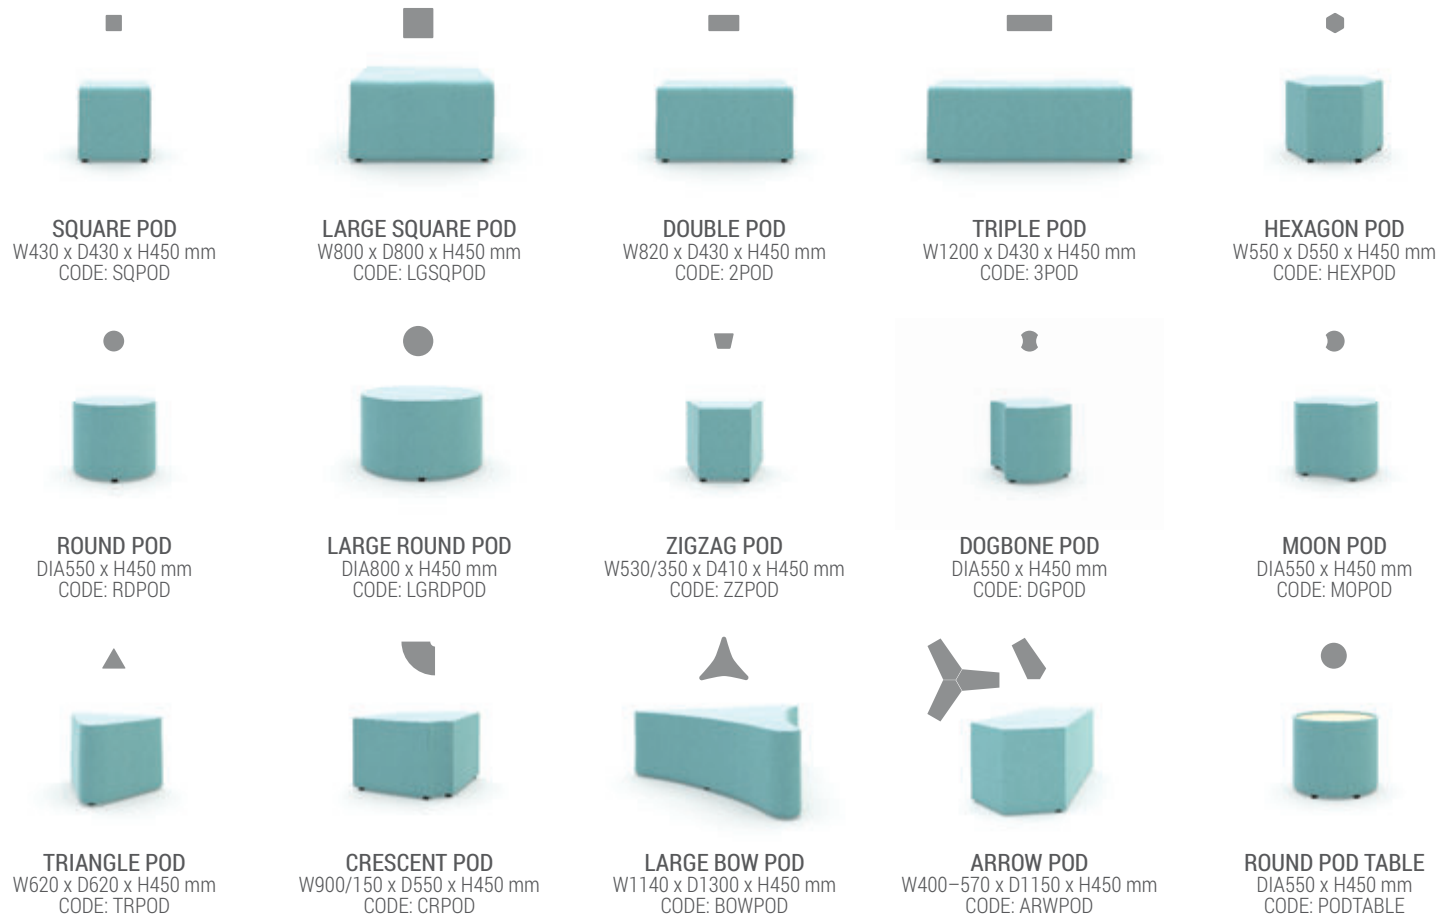 SQUARE POD
W430 x D430 x H450 mm
CODE: SQPOD
LARGE SQUARE POD
W800 x D800 x H450 mm
CODE: LGSQPOD
DOUBLE POD
W820 x D430 x H450 mm
CODE: 2POD
TRIPLE POD
W1200 x D430 x H450 mm
CODE: 3POD
HEXAGON POD
W550 x D550 x H450 mm
CODE: HEXPOD
ROUND POD
DIA550 x H450 mm
CODE: RDPOD
LARGE ROUND POD
DIA800 x H450 mm
CODE: LGRDPOD
ZIGZAG POD
W530/350 x D410 x H450 mm
CODE: ZZPOD
DOGBONE POD
DIA550 x H450 mm
CODE: DGPOD
MOON POD
DIA550 x H450 mm
CODE: MOPOD
TRIANGLE POD
W620 x D620 x H450 mm
CODE: TRPOD
CRESCENT POD
W900/150 x D550 x H450 mm
CODE: CRPOD
LARGE BOW POD
W1140 x D1300 x H450 mm
CODE: BOWPOD
ARROW POD
W400–570 x D1150 x H450 mm
CODE: ARWPOD
ROUND POD TABLE
DIA550 x H450 mm
CODE: PODTABLE